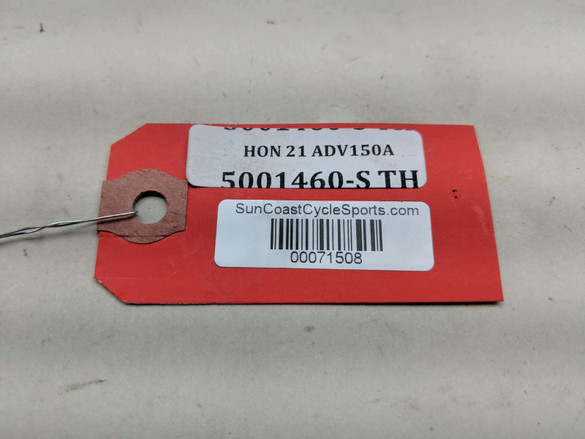 HON 21 ADV150A
5001460-S TH
SunCoastCycleSports.com
00071508